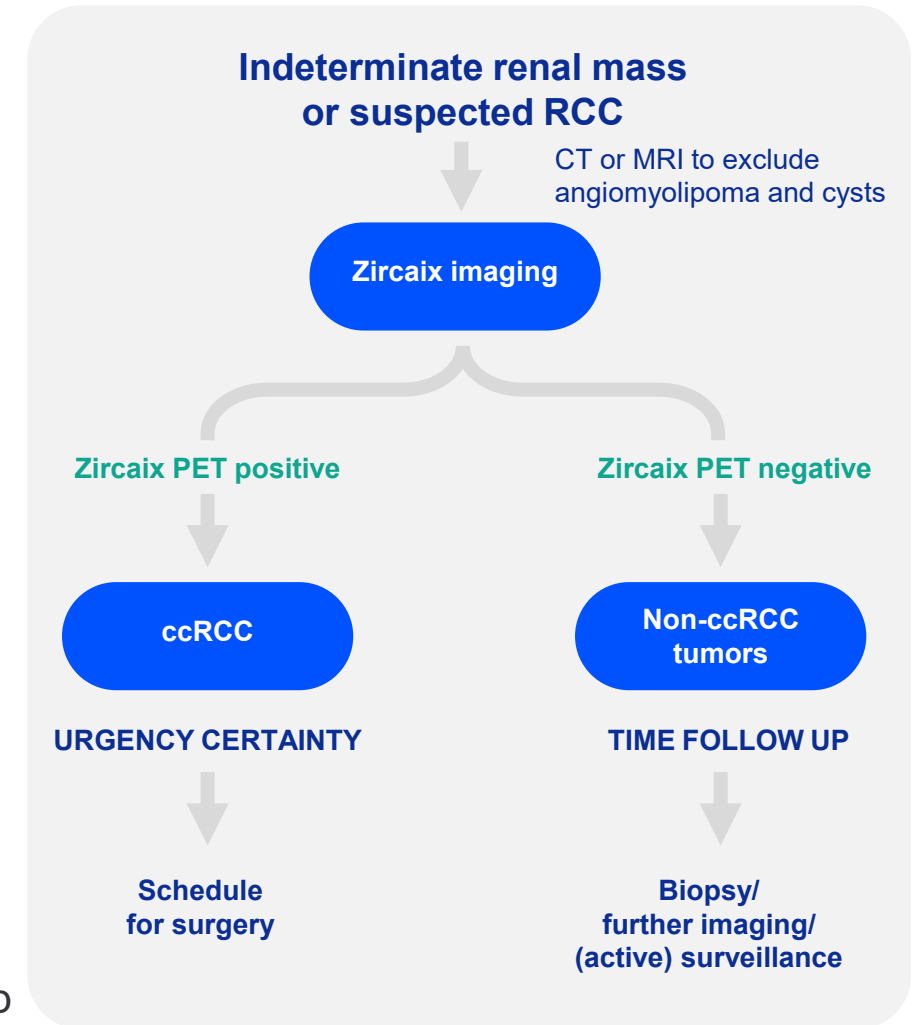 Indeterminate renal mass
or suspected RCC
CT or MRI to exclude
angiomyolipoma and cysts
Zircaix imaging
Zircaix PET positive
Zircaix PET negative
ccRCC
Non-ccRCC
tumors
URGENCY CERTAINTY
TIME FOLLOW UP
Schedule
for surgery
Biopsy/
further imaging/
(active) surveillance